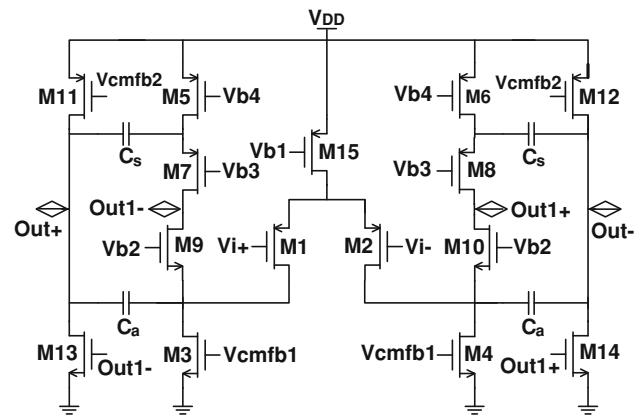 VDD
M11 Vcmfb2 M5 Vb4 Vb4 M6 Vcmfb2 M12
Cs Vb1 M15 Cs
M7 Vb3 Vb3 M8
Out1- Out1+
Out+ Out-
Vb2 M9 Vi+ M1 M2 Vi- M10 Vb2
Ca Ca
M13 Out1- M3 Vcmfb1 Vcmfb1 M4 Out1+ M14